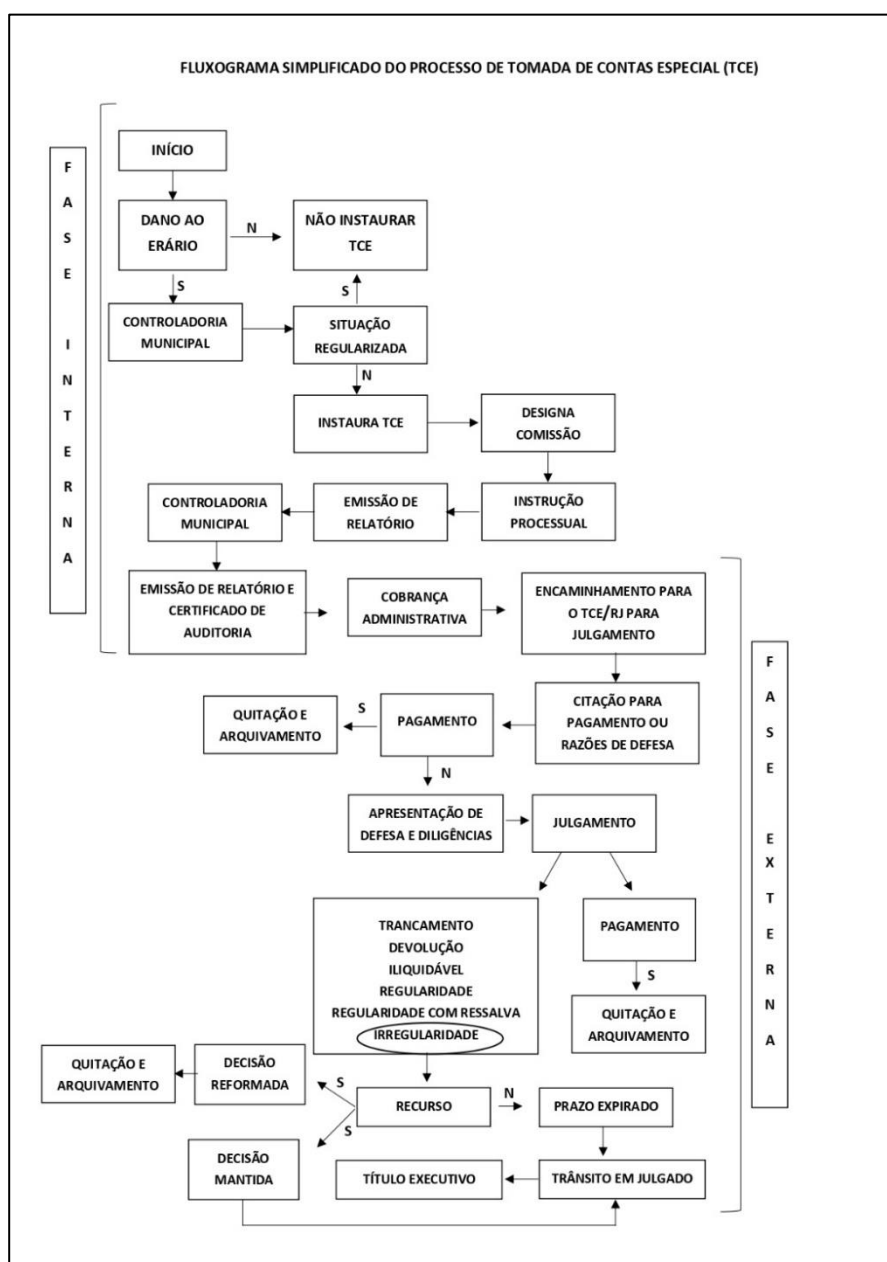 FLUXOGRAMA SIMPLIFICADO DO PROCESSO DE TOMADA DE CONTAS ESPECIAL (TCE)
FASE INTERNA
INÍCIO
DANO AO
ERÁRIO
N
NÃO INSTAURAR
TCE
S
S
CONTROLADORIA
MUNICIPAL
SITUAÇÃO
REGULARIZADA
N
INSTAURA TCE
DESIGNA
COMISSÃO
CONTROLADORIA
MUNICIPAL
EMISSÃO DE
RELATÓRIO
INSTRUÇÃO
PROCESSUAL
EMISSÃO DE RELATÓRIO E
CERTIFICADO DE
AUDITORIA
COBRANÇA
ADMINISTRATIVA
ENCAMINHAMENTO PARA
O TCE/RJ PARA
JULGAMENTO
FASE EXTERNA
QUITAÇÃO E
ARQUIVAMENTO
S
PAGAMENTO
CITAÇÃO PARA
PAGAMENTO OU
RAZÕES DE DEFESA
N
APRESENTAÇÃO DE
DEFESA E DILIGÊNCIAS
JULGAMENTO
TRANCAMENTO
DEVOLUÇÃO
ILIQUIDÁVEL
REGULARIDADE
REGULARIDADE COM RESSALVA
IRREGULARIDADE
PAGAMENTO
S
QUITAÇÃO E
ARQUIVAMENTO
QUITAÇÃO E
ARQUIVAMENTO
DECISÃO
REFORMADA
S
S
RECURSO
N
PRAZO EXPIRADO
DECISÃO
MANTIDA
TÍTULO EXECUTIVO
TRÂNSITO EM JULGADO